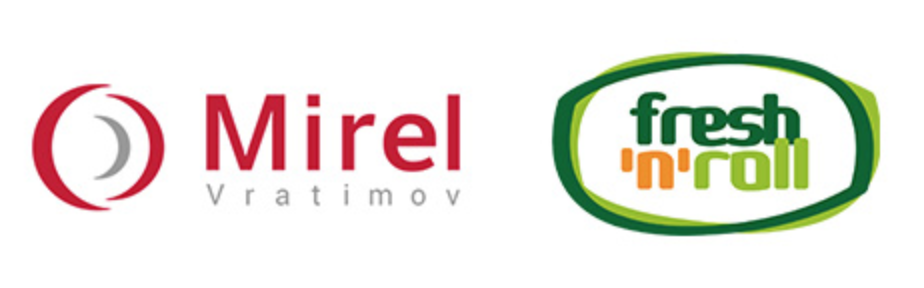 Mirel
Vratimov
fresh
'n'roll